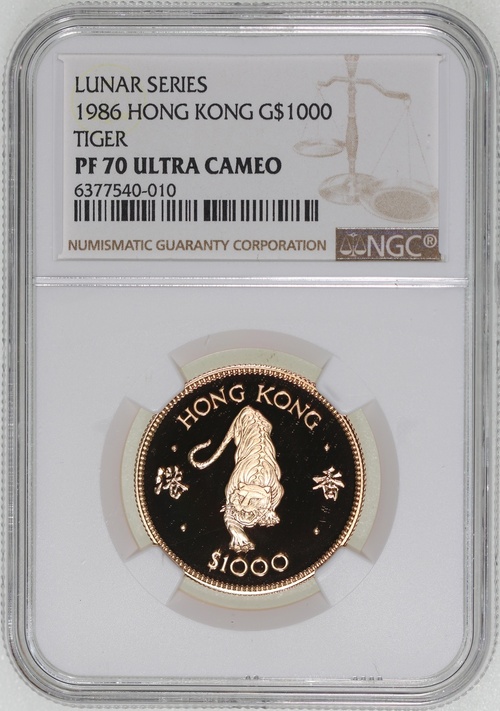 LUNAR SERIES
1986 HONG KONG G$1000
TIGER
PF 70 ULTRA CAMEO
6377540-010
NUMISMATIC GUARANTY CORPORATION
NGC®
HONG KONG
港 香
$1000